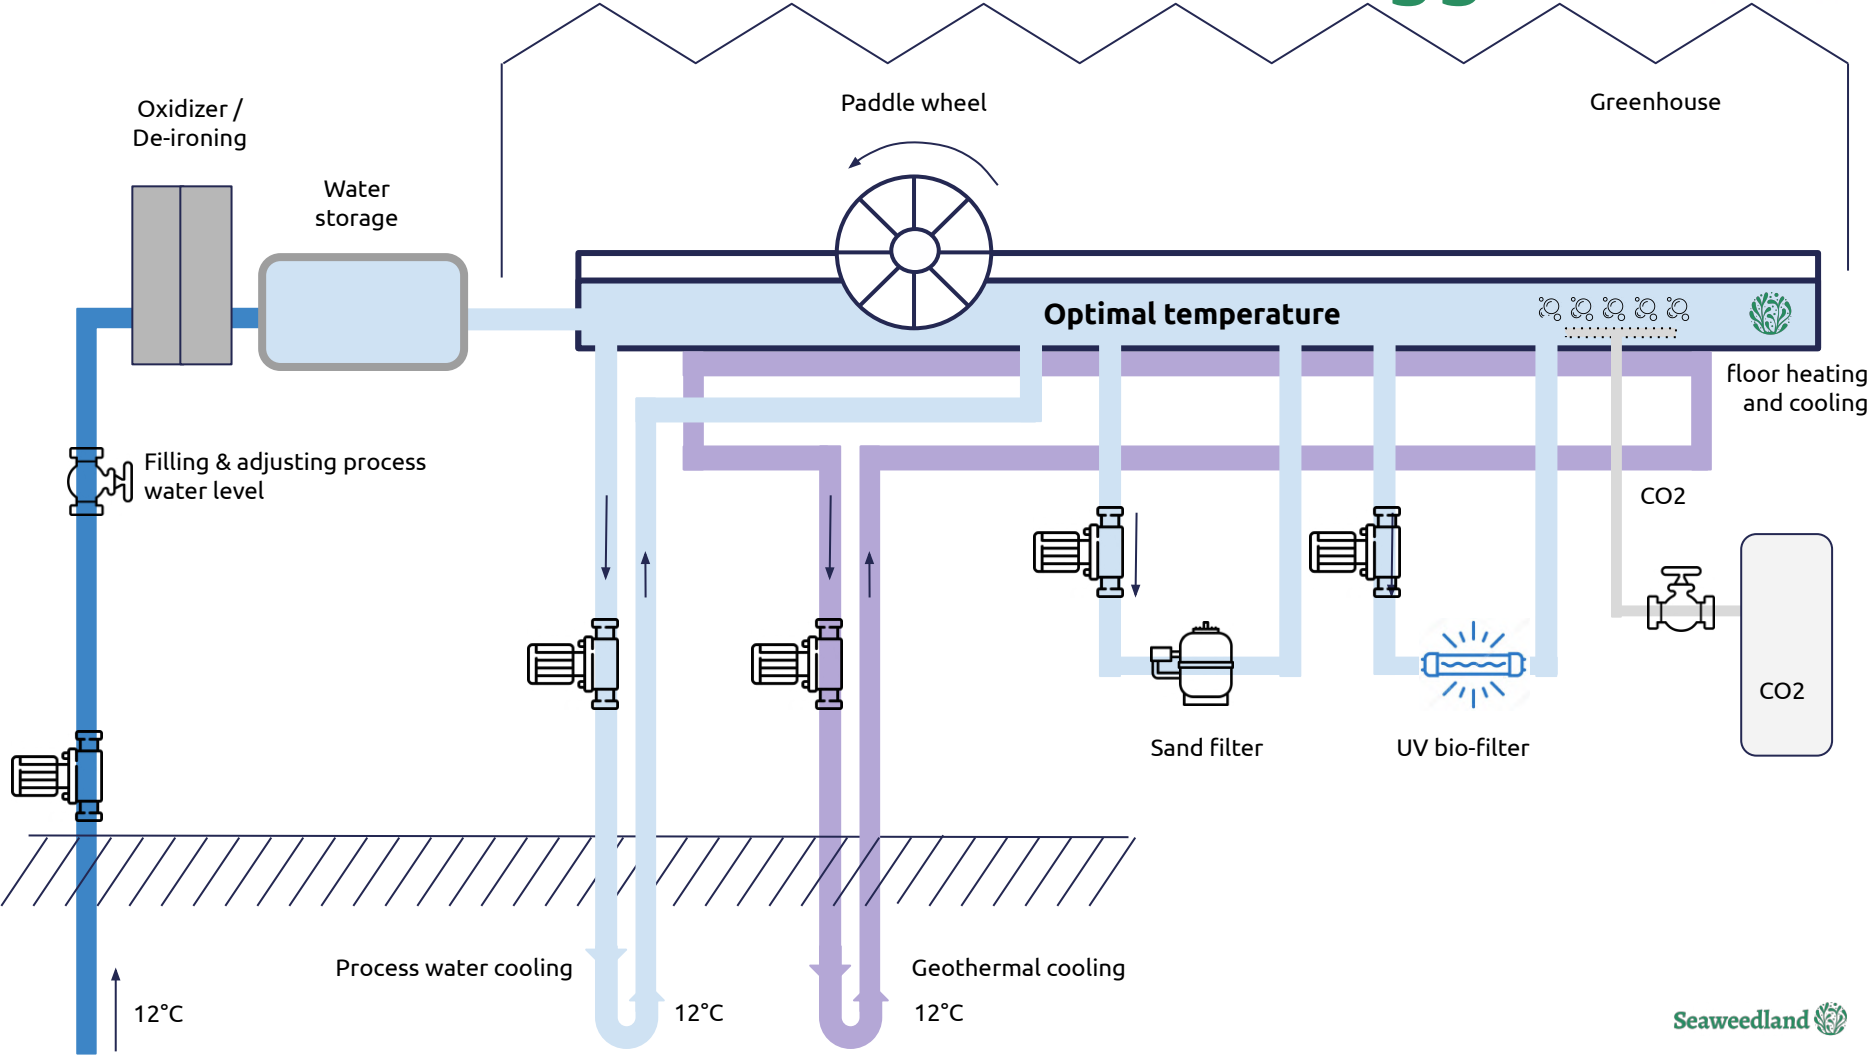 Paddle wheel
Greenhouse
Oxidizer /
De-ironing
Water
storage
Optimal temperature
floor heating
and cooling
Filling & adjusting process
water level
CO2
CO2
Sand filter
UV bio-filter
Process water cooling
Geothermal cooling
12°C
12°C
12°C
Seaweedland